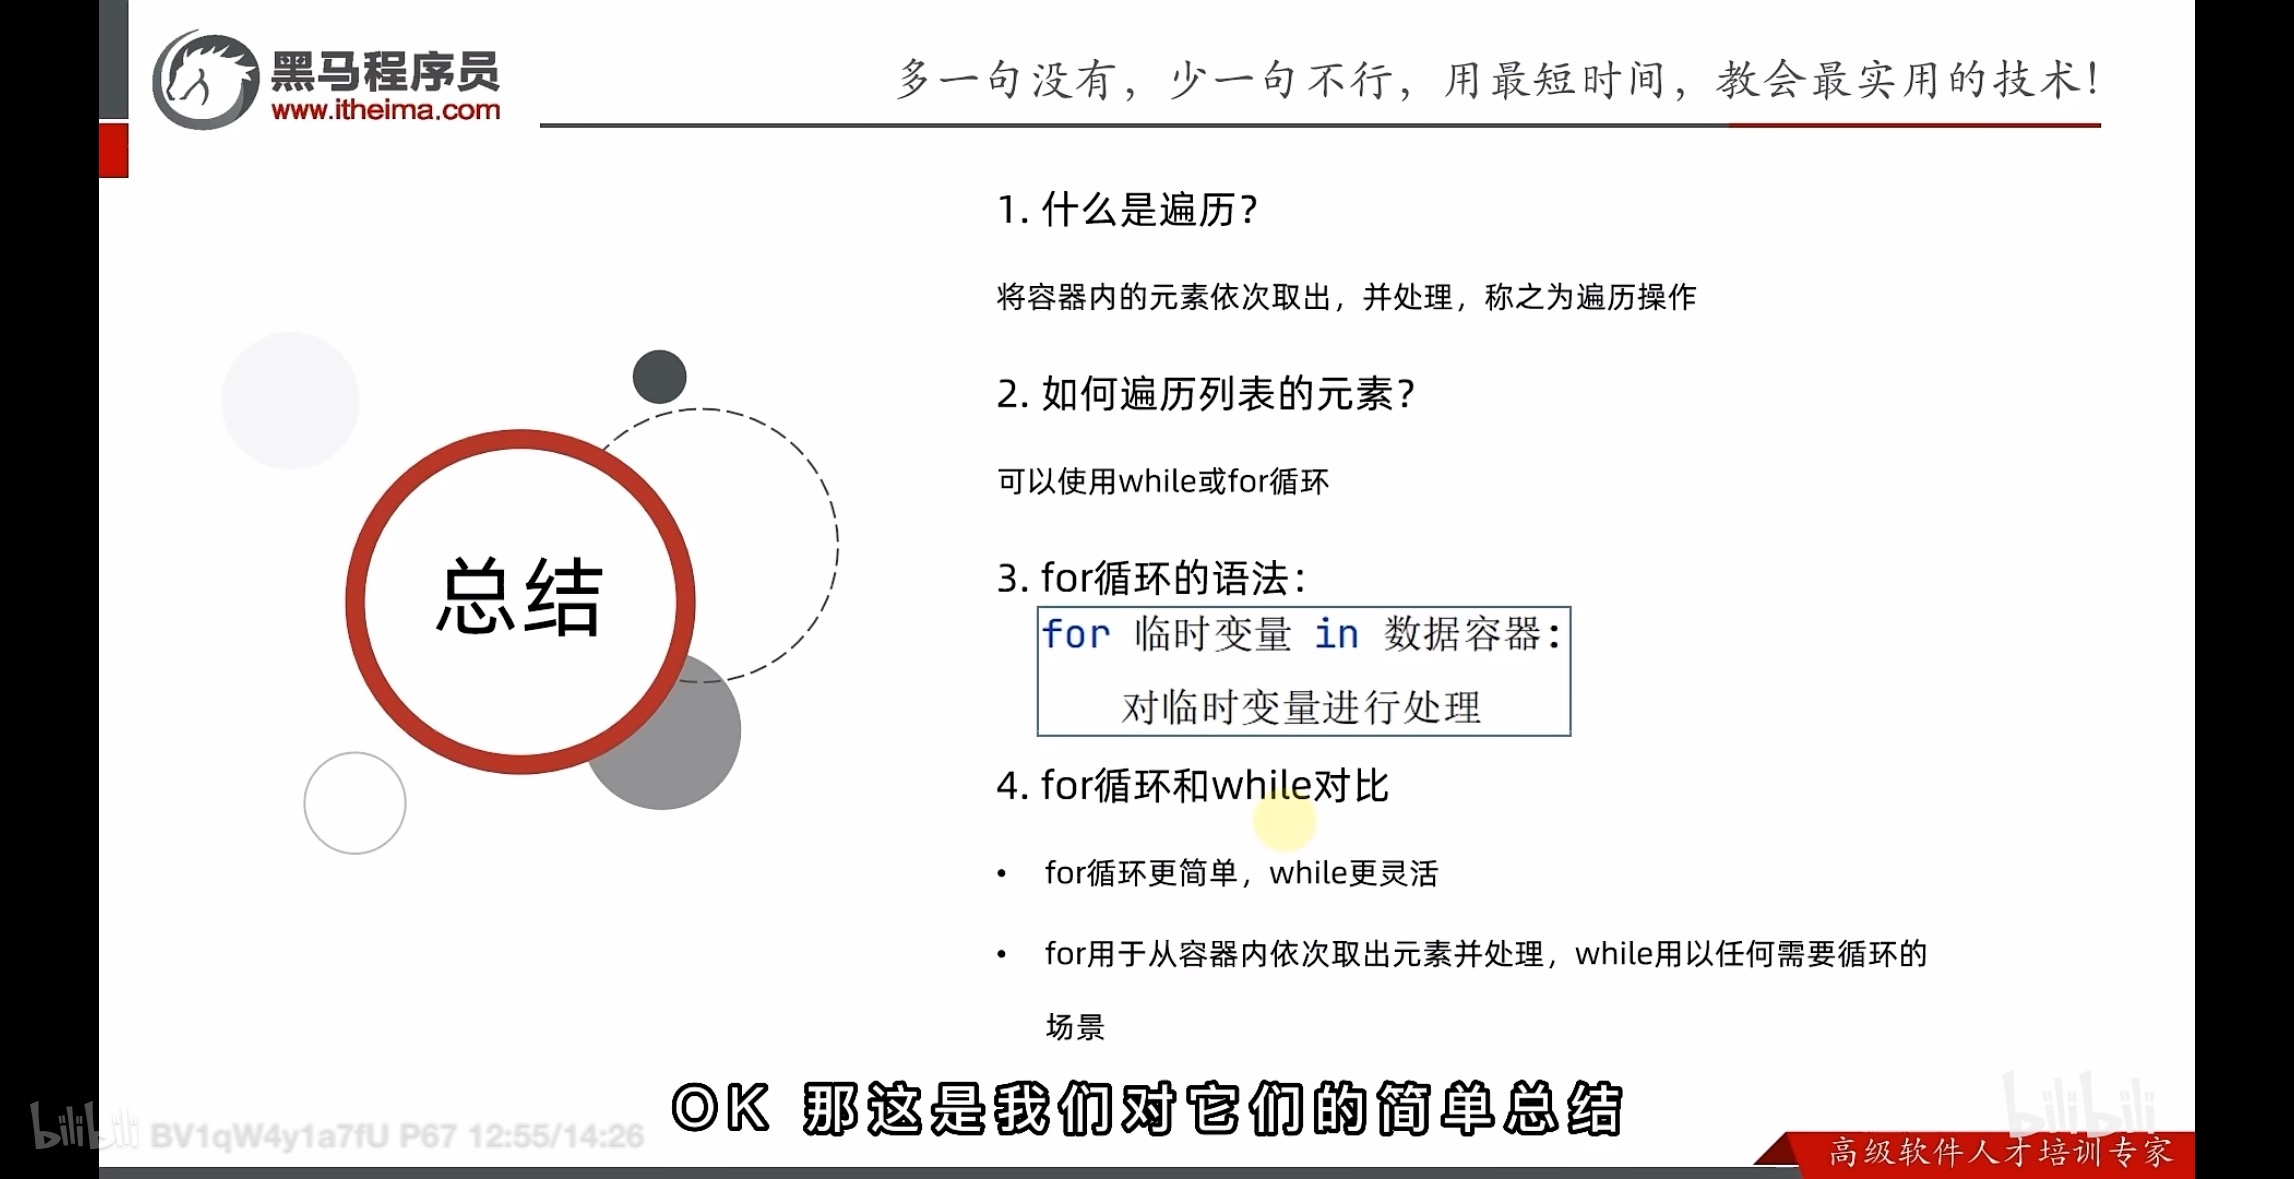 黑马程序员
www.itheima.com
多一句没有，少一句不行，用最短时间，教会最实用的技术！
1. 什么是遍历？
将容器内的元素依次取出，并处理，称之为遍历操作
2. 如何遍历列表的元素？
可以使用while或for循环
3. for循环的语法：
for 临时变量 in 数据容器:
对临时变量进行处理
4. for循环和while对比
• for循环更简单，while更灵活
• for用于从容器内依次取出元素并处理，while用以任何需要循环的
场景
总结
OK 那这是我们对它们的简单总结
bilibili BV1qW4y1a7fU P67 12:55/14:26
bilibili
高级软件人才培训专家